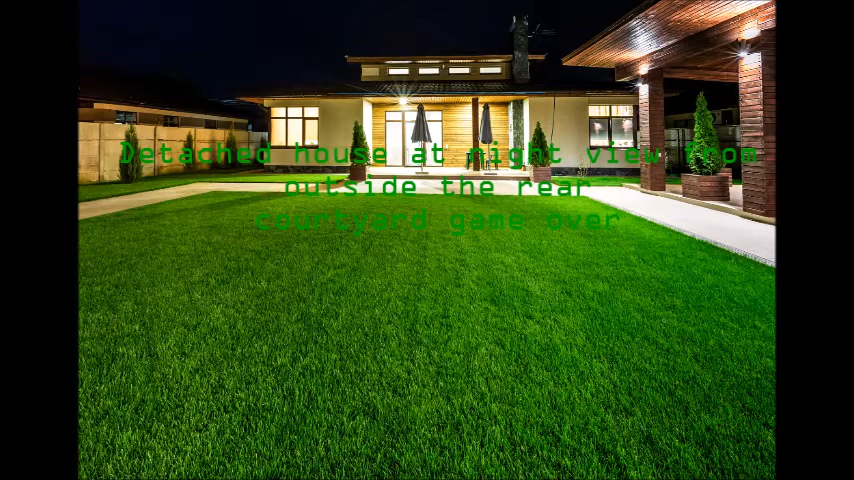 Detached house at night view from
outside the rear
courtyard game over